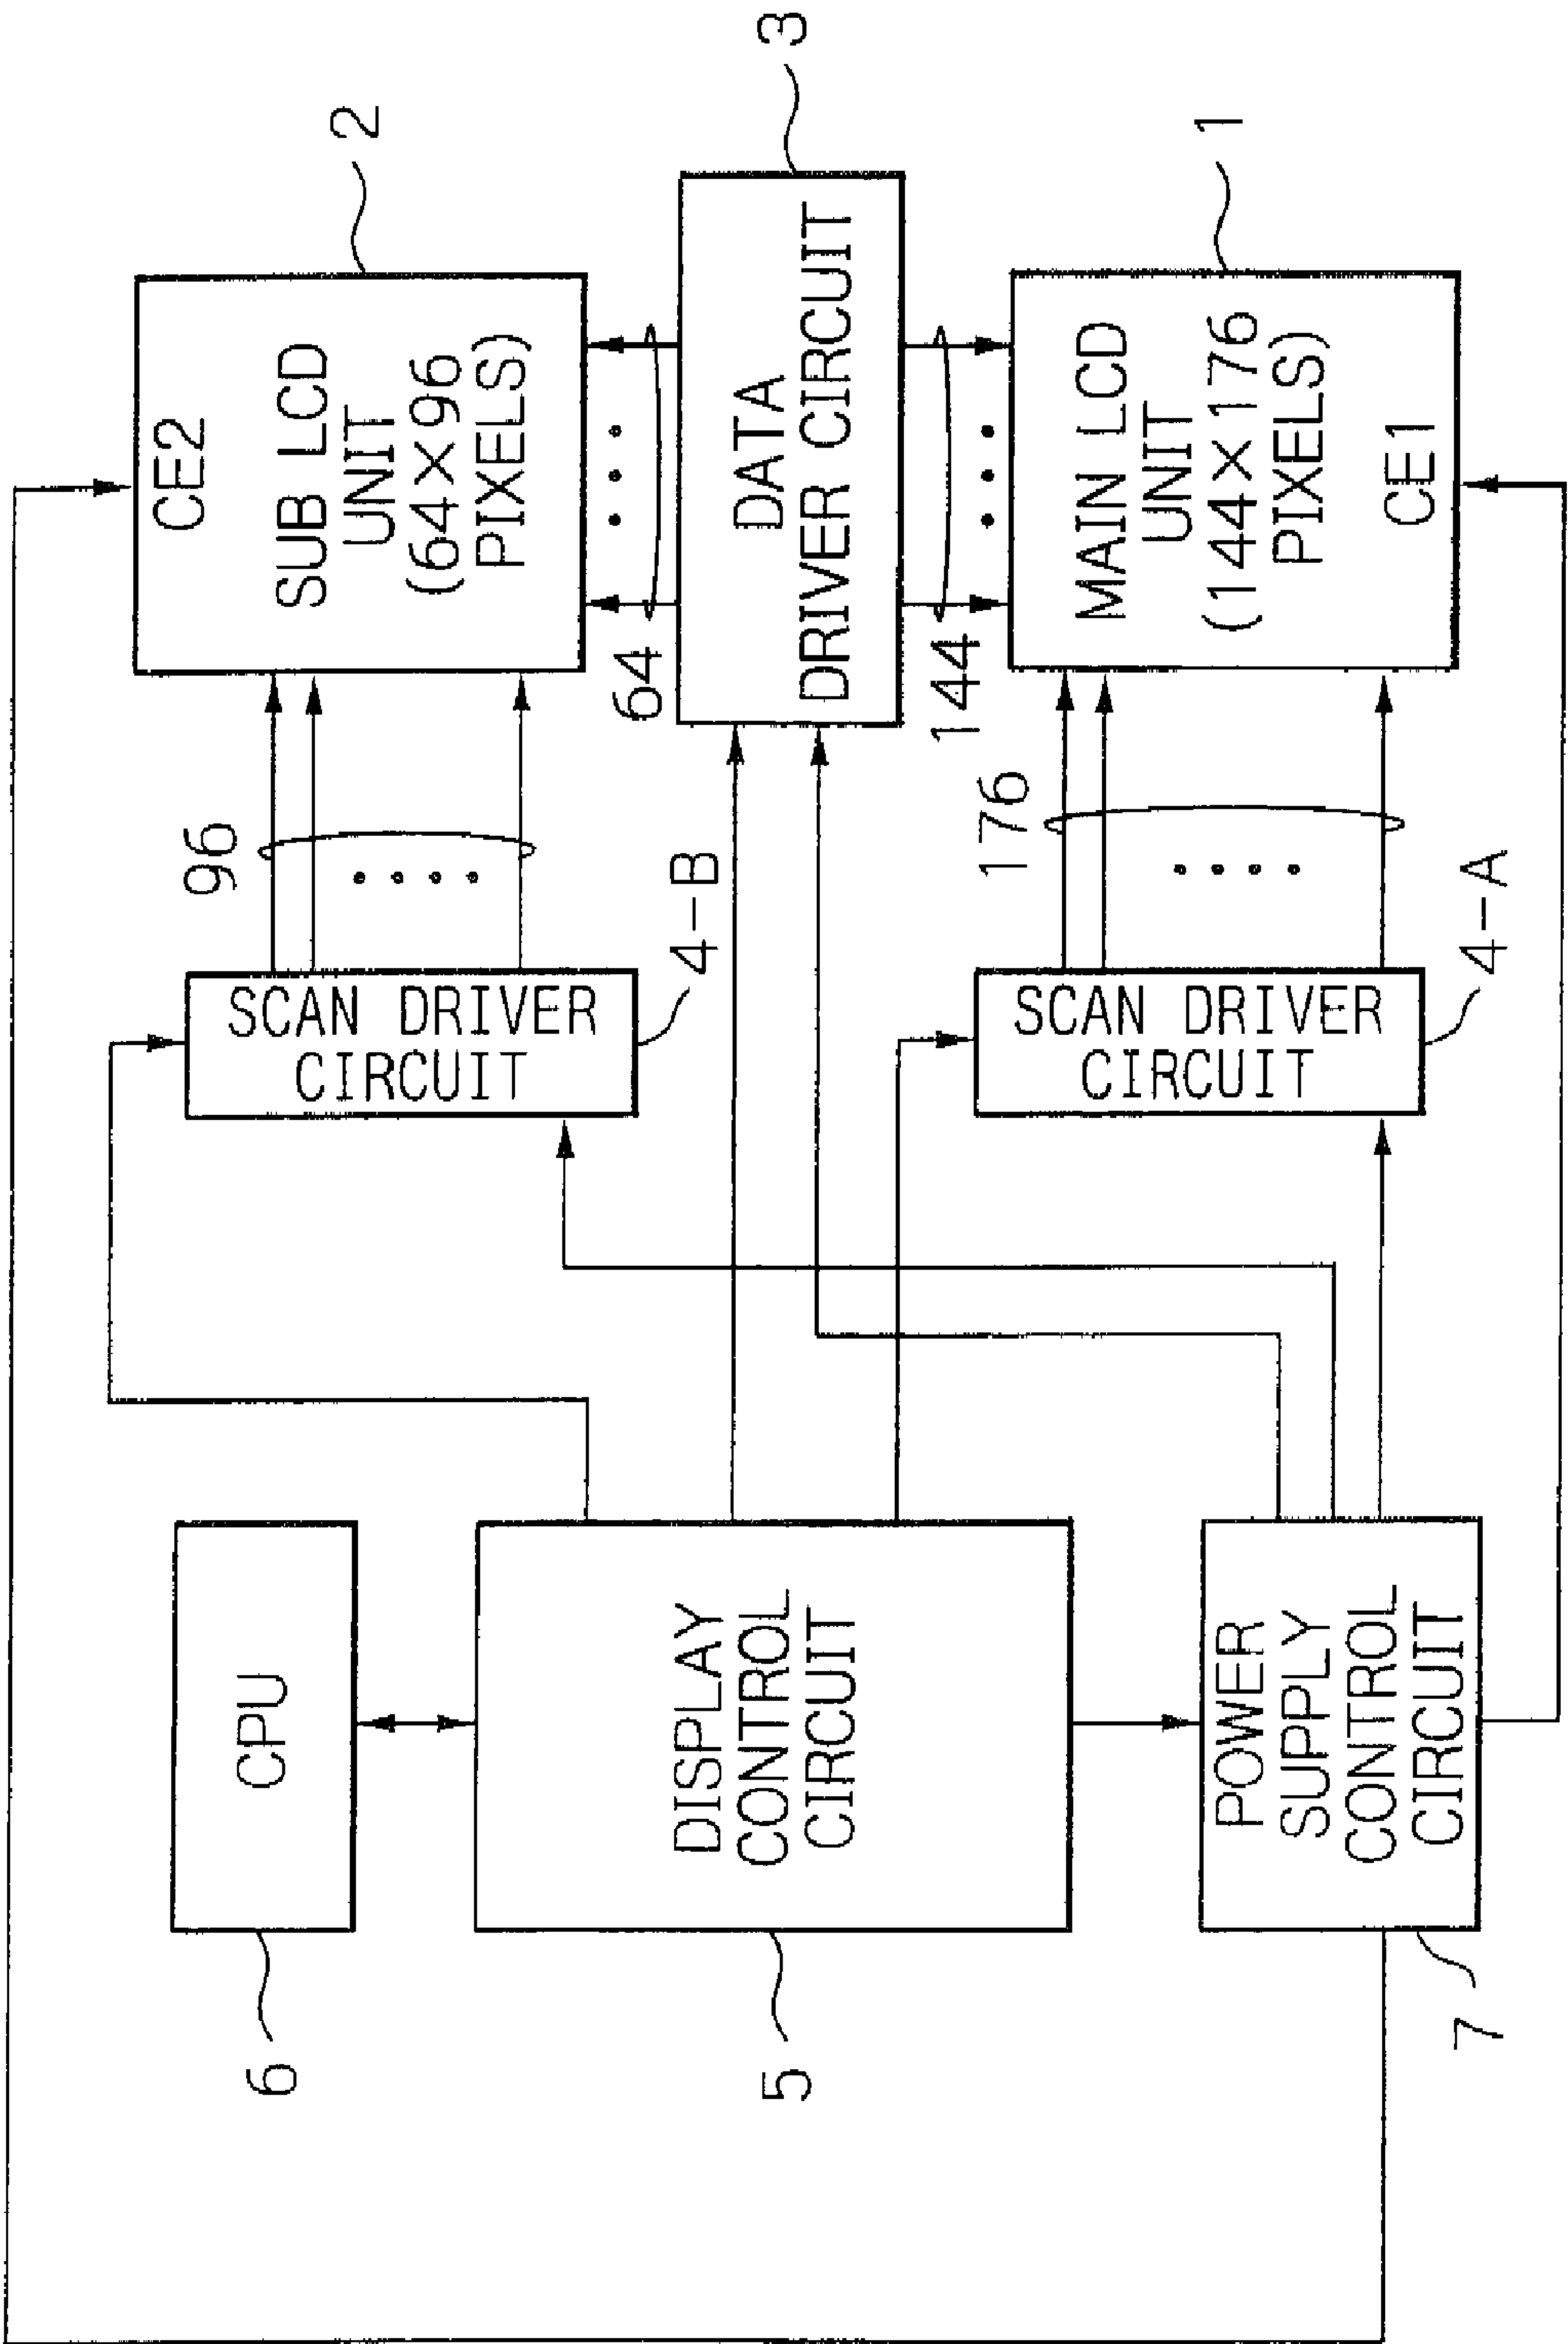 6
CPU
5
DISPLAY
CONTROL
CIRCUIT
7
POWER
SUPPLY
CONTROL
CIRCUIT
SCAN DRIVER
CIRCUIT
4-B
SCAN DRIVER
CIRCUIT
4-A
96
176
CE2
SUB LCD
UNIT
(64×96
PIXELS)
2
64
DATA
DRIVER CIRCUIT
3
144
MAIN LCD
UNIT
(144×176
PIXELS)
CE1
1